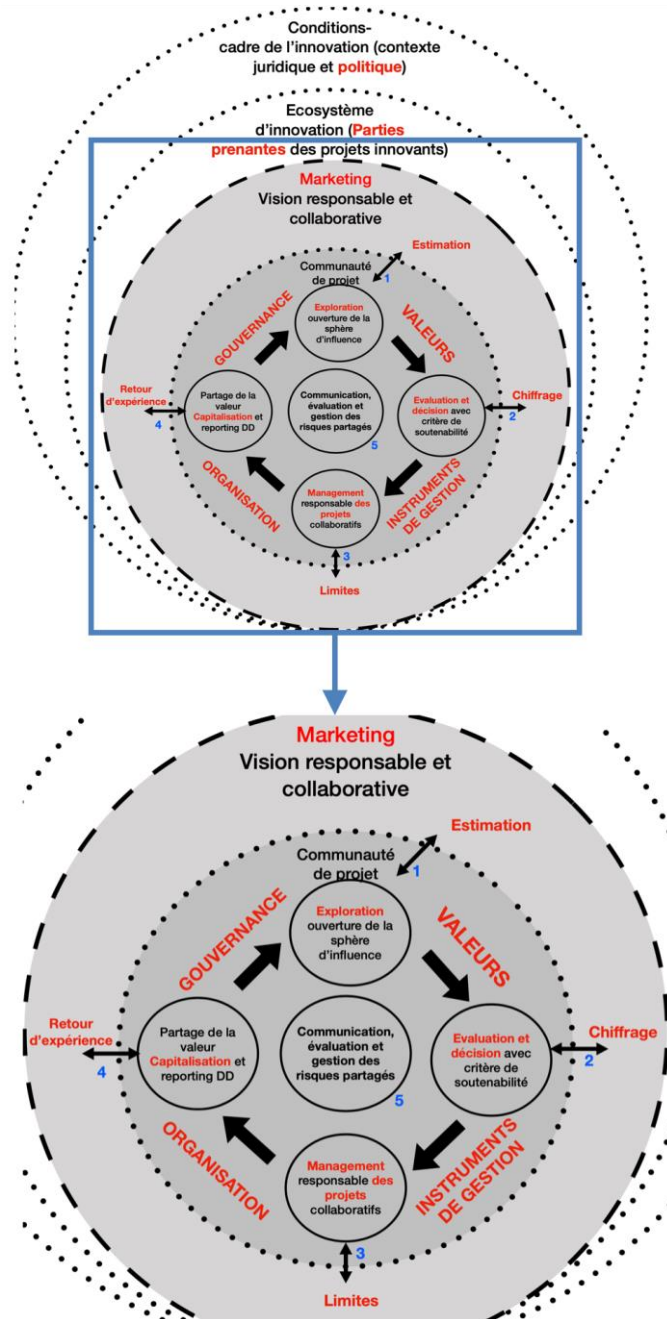 Conditions-
cadre de l'innovation (contexte
juridique et politique)
Ecosystème
d'innovation (Parties
prenantes des projets innovants)
Marketing
Vision responsable et
collaborative
Estimation
Communauté
de projet
1
Exploration
ouverture de la
sphère
d'influence
GOUVERNANCE
VALEURS
Retour
d'expérience
4
Partage de la
valeur
Capitalisation et
reporting DD
Communication,
évaluation et
gestion des
risques partagés
5
Evaluation et
décision avec
critère de
soutenabilité
Chiffrage
2
ORGANISATION
INSTRUMENTS
DE GESTION
Management
responsable des
projets
collaboratifs
3
Limites
Marketing
Vision responsable et
collaborative
Estimation
Communauté
de projet
1
Exploration
ouverture de la
sphère
d'influence
GOUVERNANCE
VALEURS
Retour
d'expérience
4
Partage de la
valeur
Capitalisation et
reporting DD
Communication,
évaluation et
gestion des
risques partagés
5
Evaluation et
décision avec
critère de
soutenabilité
Chiffrage
2
ORGANISATION
INSTRUMENTS
DE GESTION
Management
responsable des
projets
collaboratifs
3
Limites